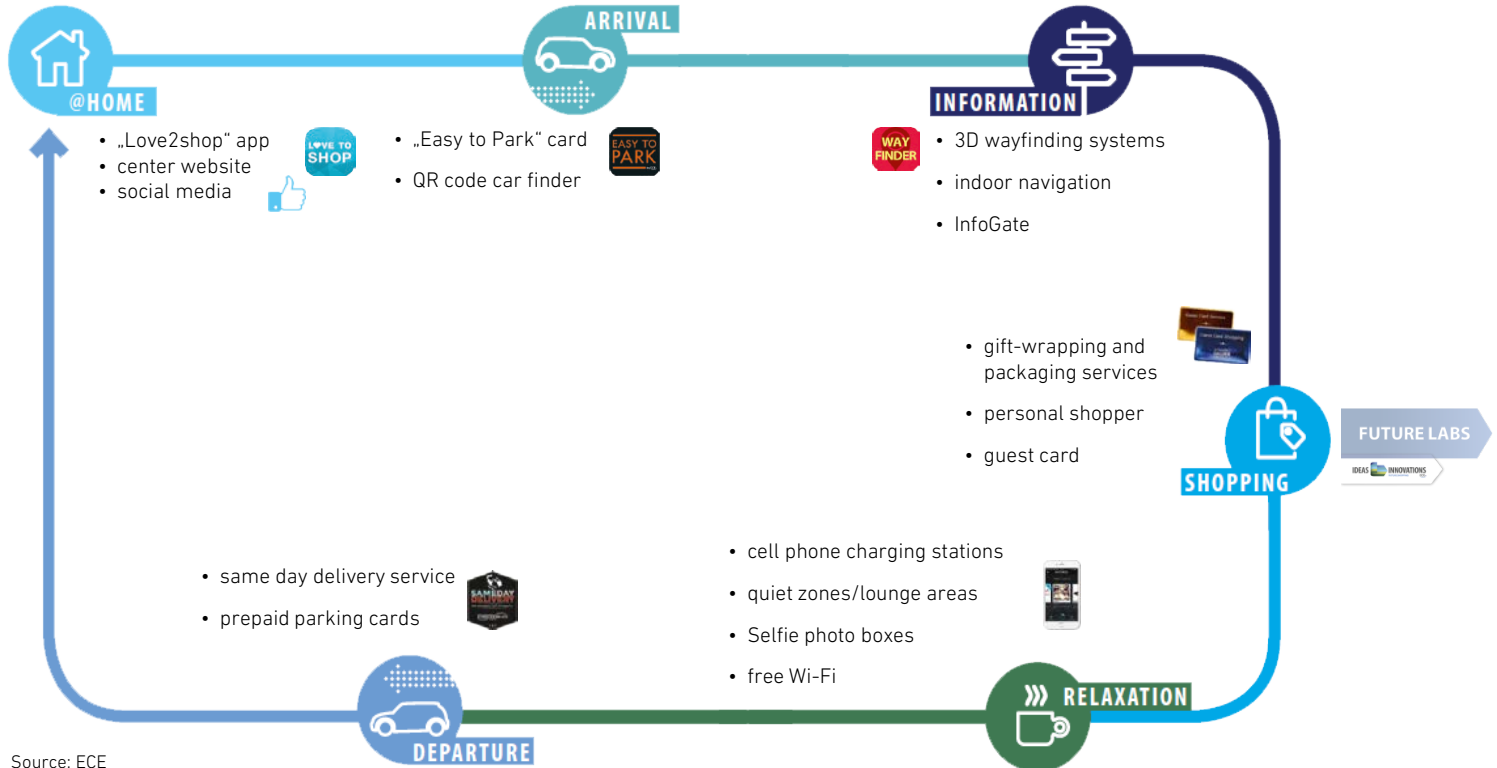 ARRIVAL
@HOME
INFORMATION
• „Love2shop“ app
• center website
• social media
LOVE TO
SHOP
• „Easy to Park“ card
• QR code car finder
EASY TO
PARK
WAY
FINDER
• 3D wayfinding systems
• indoor navigation
• InfoGate
• gift-wrapping and
packaging services
• personal shopper
• guest card
FUTURE LABS
IDEAS INNOVATIONS
SHOPPING
• cell phone charging stations
• quiet zones/lounge areas
• Selfie photo boxes
• free Wi-Fi
• same day delivery service
• prepaid parking cards
SAMEDAY
DELIVERY
RELAXATION
DEPARTURE
Source: ECE